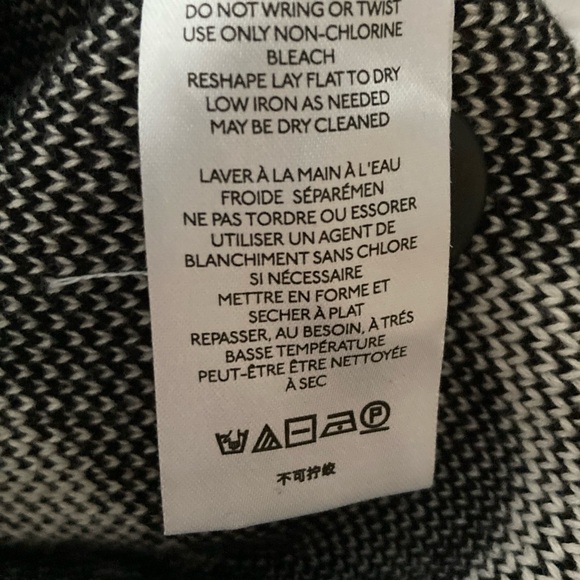 DO NOT WRING OR TWIST
USE ONLY NON-CHLORINE
BLEACH
RESHAPE LAY FLAT TO DRY
LOW IRON AS NEEDED
MAY BE DRY CLEANED
LAVER À LA MAIN À L'EAU
FROIDE SÉPARÉMEN
NE PAS TORDRE OU ESSORER
UTILISER UN AGENT DE
BLANCHIMENT SANS CHLORE
SI NÉCESSAIRE
METTRE EN FORME ET
SECHER À PLAT
REPASSER, AU BESOIN, À TRÉS
BASSE TEMPÉRATURE
PEUT-ÊTRE ÊTRE NETTOYÉE
À SEC
P
不可拧绞